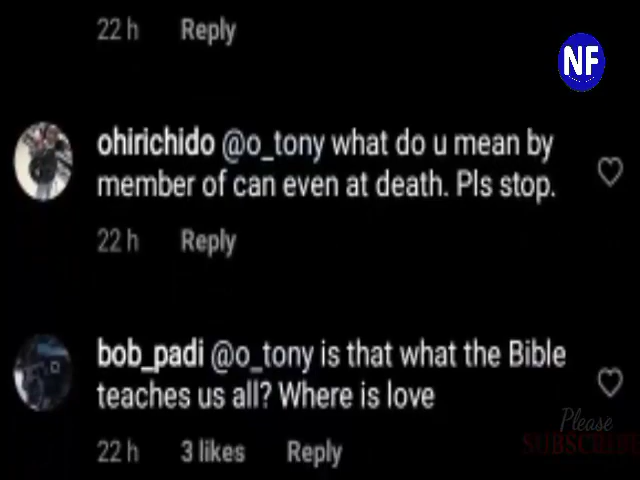 22 h Reply
NF
ohirichido @o_tony what do u mean by
member of can even at death. Pls stop.
22 h Reply
bob_padi @o_tony is that what the Bible
teaches us all? Where is love
22 h 3 likes Reply
Please
SUBSCRIBE